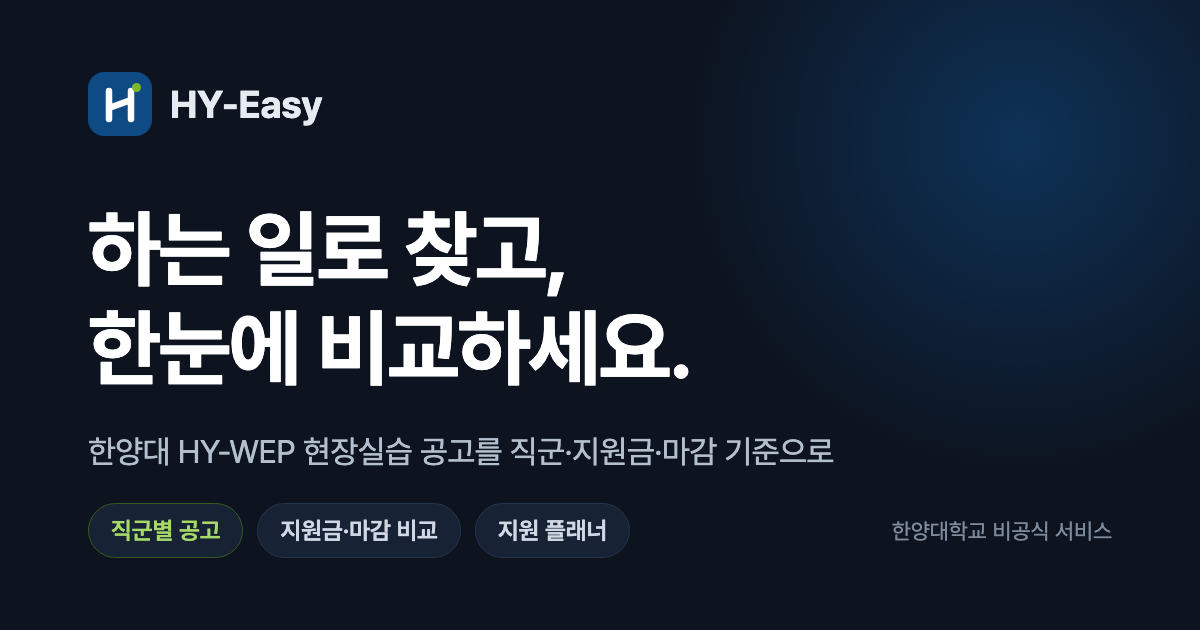 HY-Easy
하는 일로 찾고,
한눈에 비교하세요.
한양대 HY-WEP 현장실습 공고를 직군·지원금·마감 기준으로
직군별 공고
지원금·마감 비교
지원 플래너
한양대학교 비공식 서비스